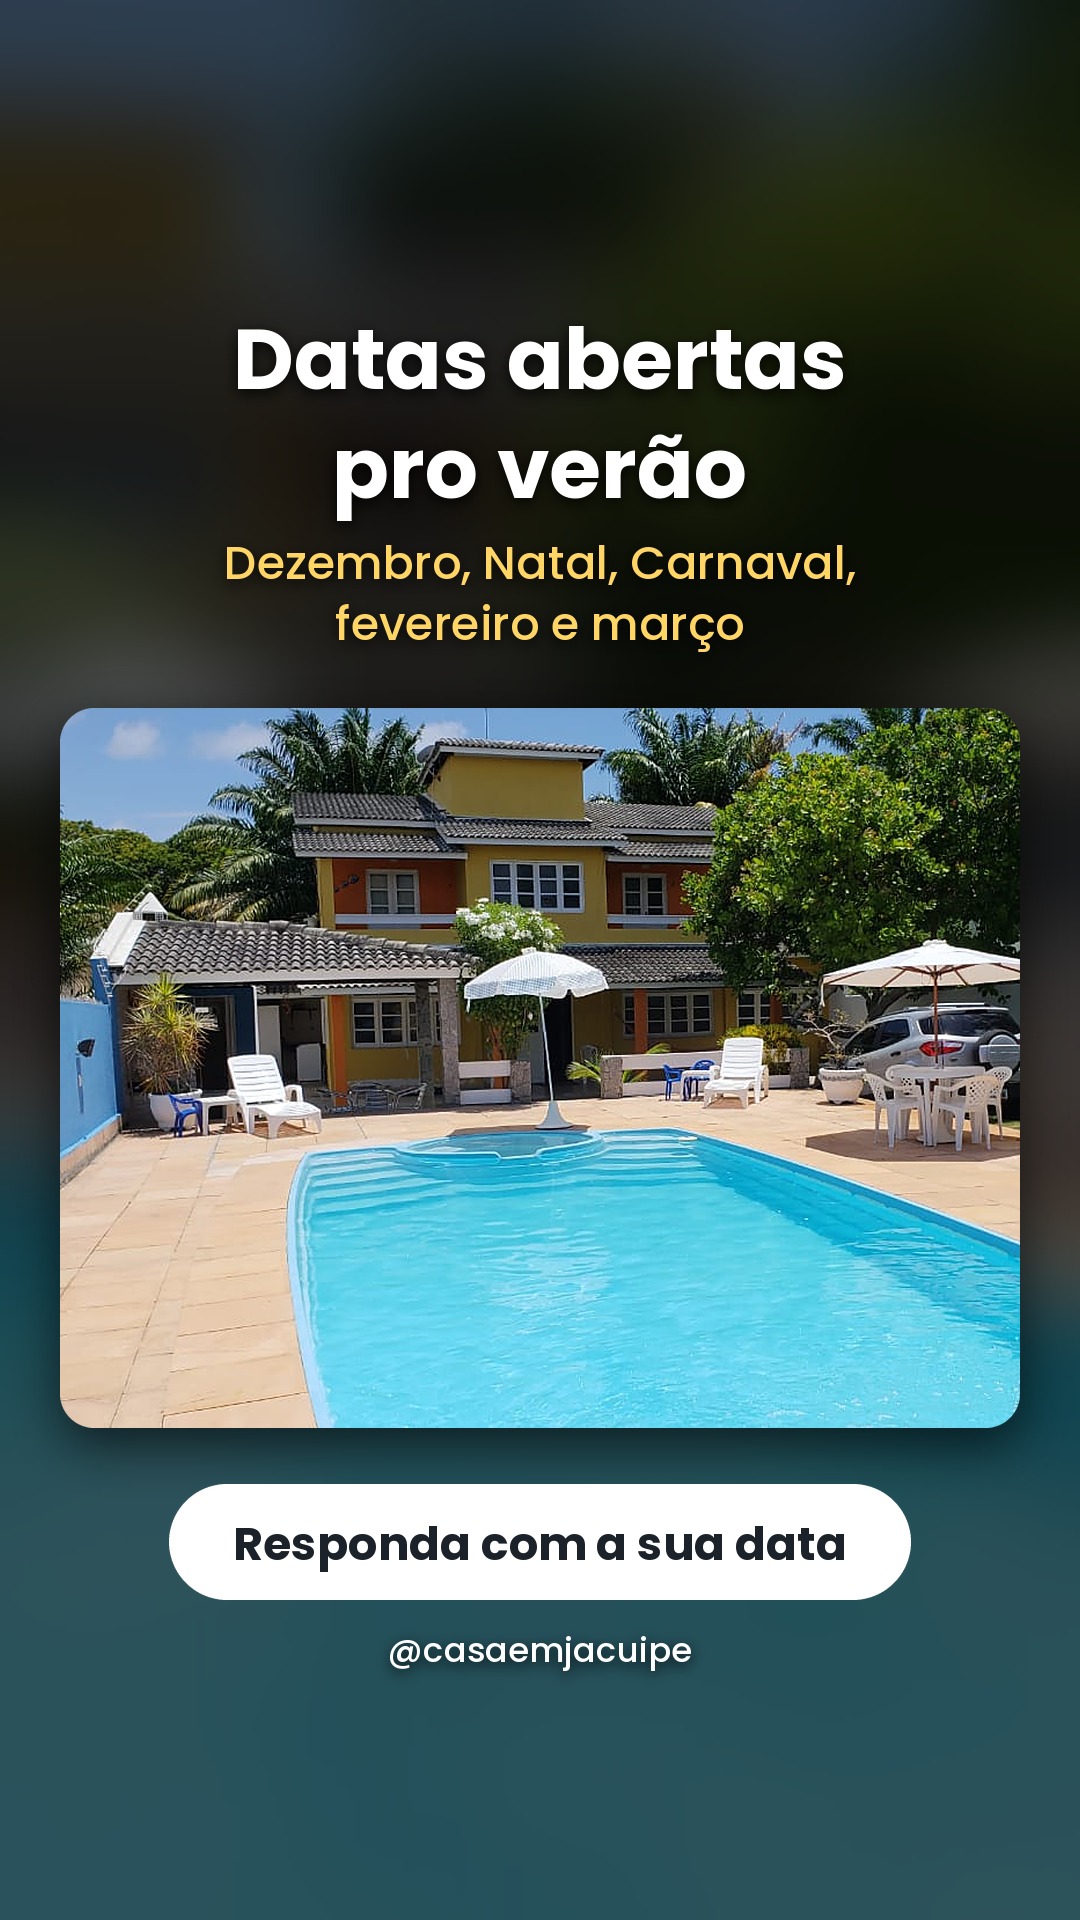 Datas abertas
pro verão
Dezembro, Natal, Carnaval,
fevereiro e março
Responda com a sua data
@casaemjacuipe